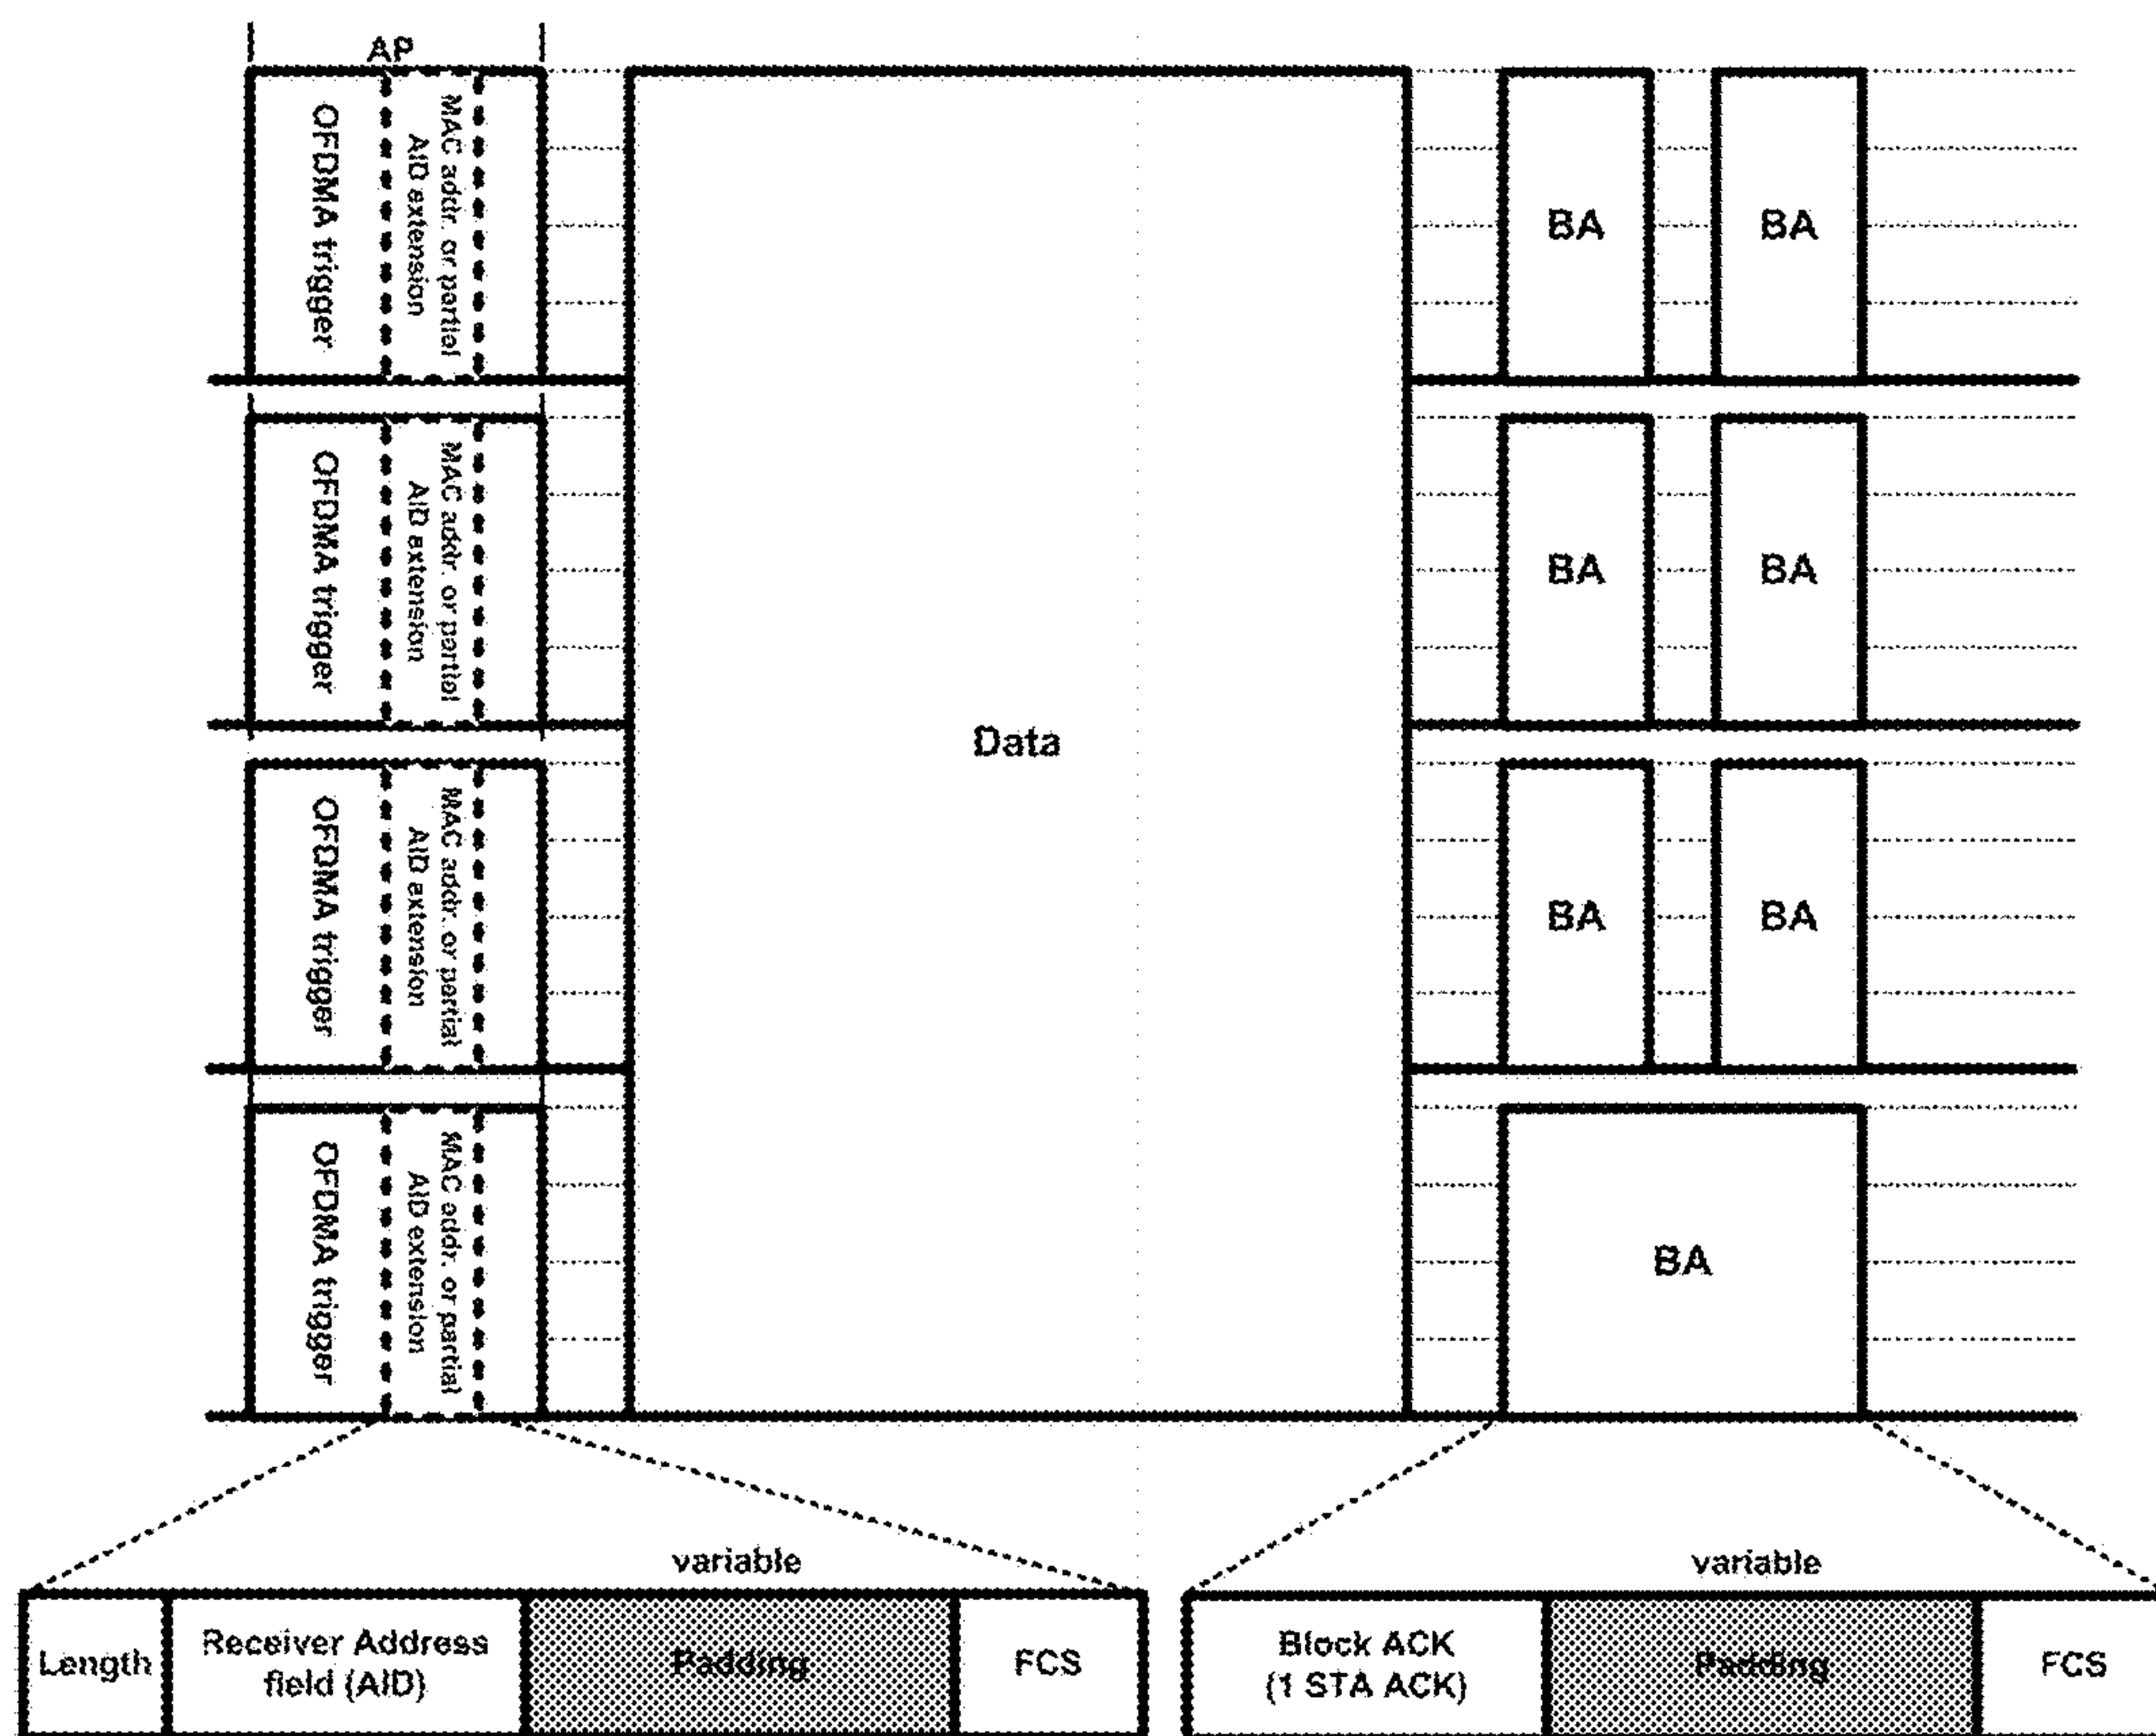 AP
OFDMA trigger
MAC addr. or partial
AID extension
BA
BA
OFDMA trigger
MAC addr. or partial
AID extension
BA
BA
Data
OFDMA trigger
MAC addr. or partial
AID extension
BA
BA
OFDMA trigger
MAC addr. or partial
AID extension
BA
variable
Length
Receiver Address
field (AID)
Padding
FCS
variable
Block ACK
(1 STA ACK)
Padding
FCS